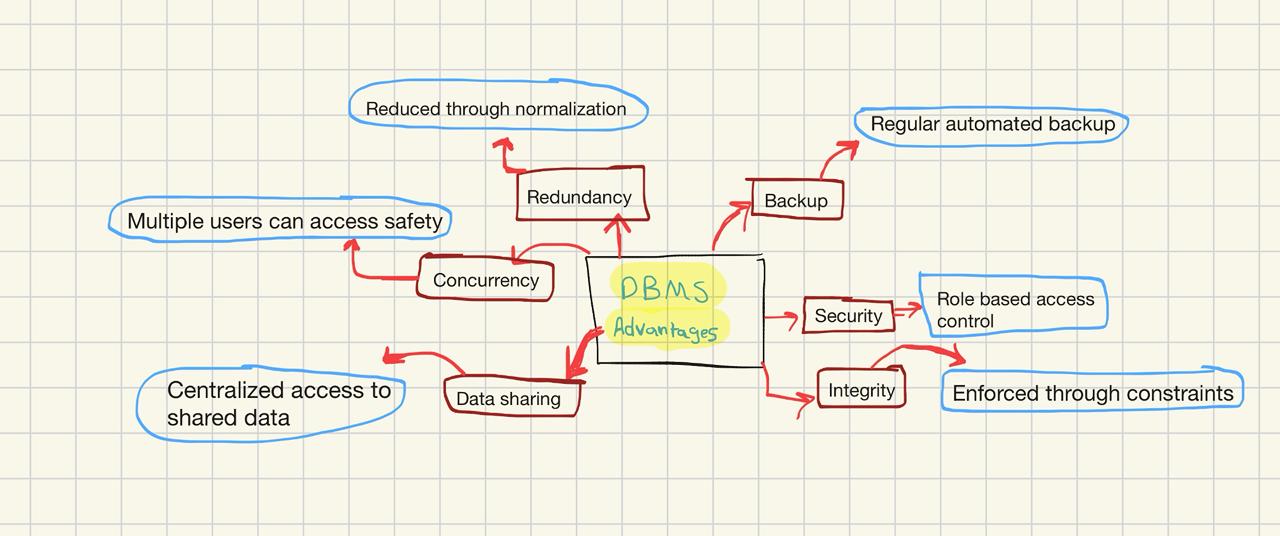 Reduced through normalization
Regular automated backup
Redundancy
Backup
Multiple users can access safety
Concurrency
DBMS
Advantages
Security
Role based access
control
Integrity
Enforced through constraints
Data sharing
Centralized access to
shared data